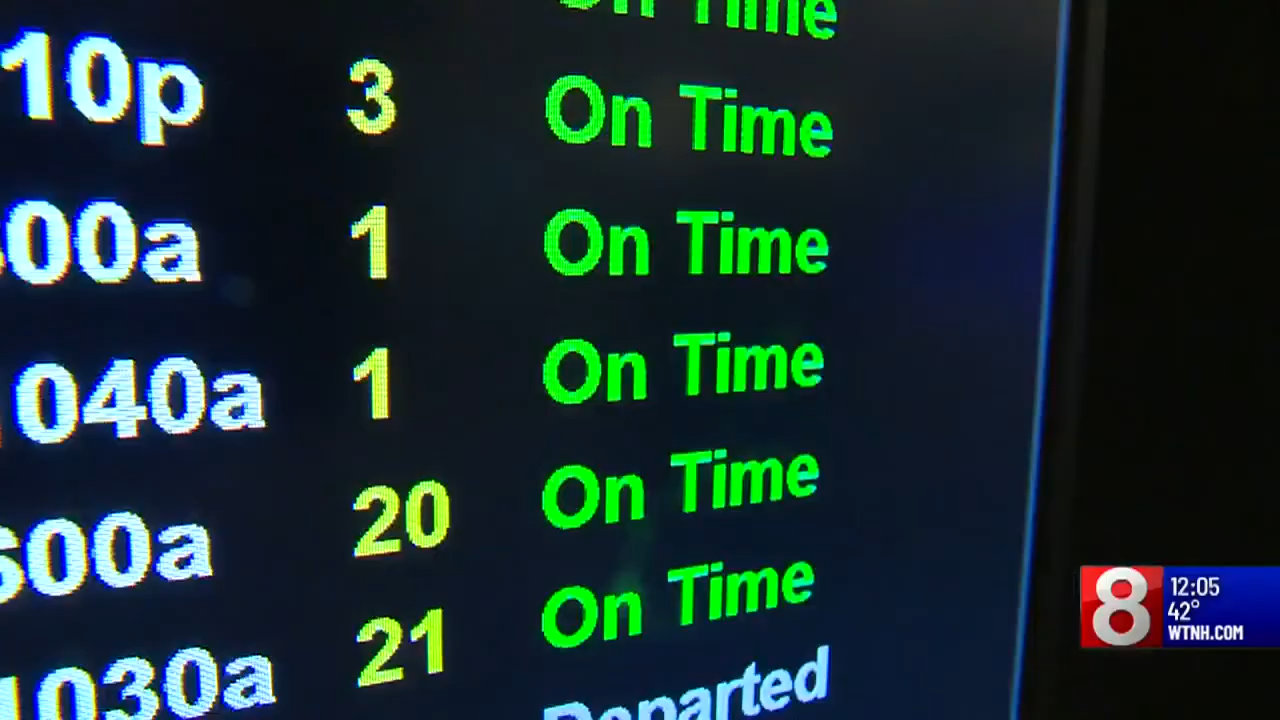 On Time
10p 3 On Time
00a 1 On Time
040a 1 On Time
600a 20 On Time
1030a 21 On Time
Departed
8
12:05
42°
WTNH.COM